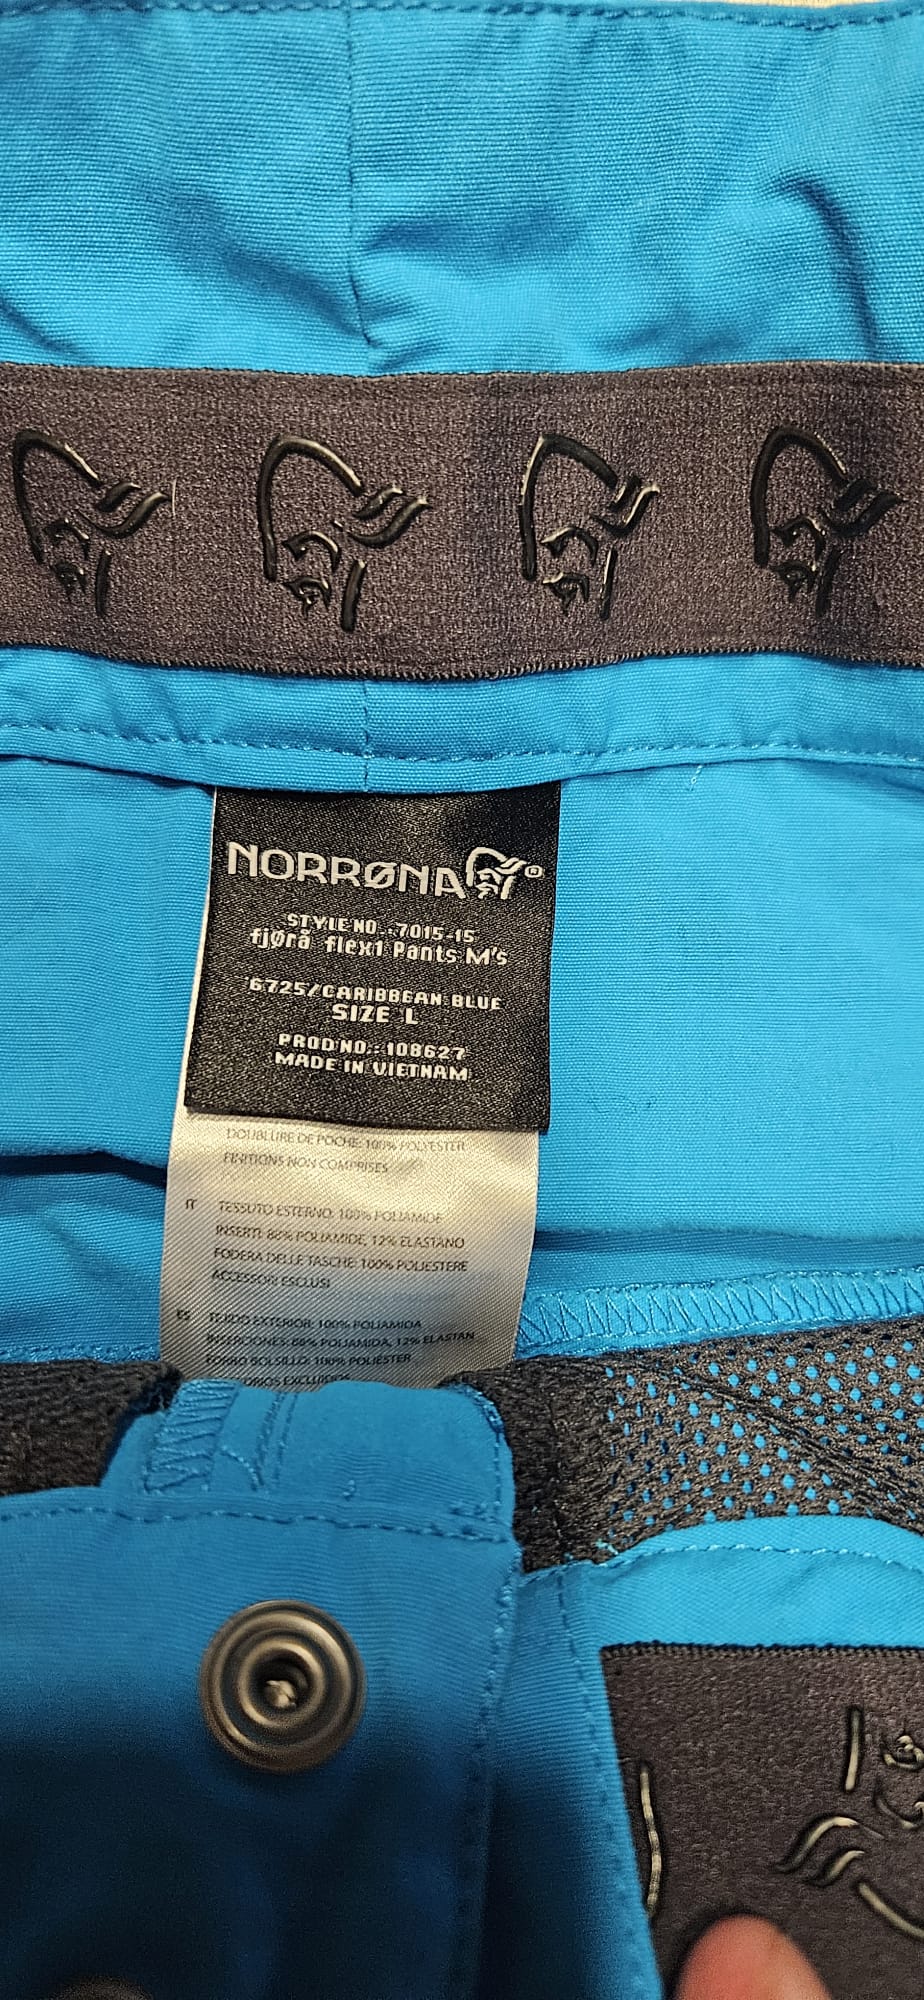 NORRØNA®
STYLE NO.:7015-15
fjørå flex1 Pants M's
6725/CARIBBEAN BLUE
SIZE L
PROD NO.:108627
MADE IN VIETNAM
DOUBLURE DE POCHE: 100% POLYESTER
FINITIONS NON COMPRISES
IT TESSUTO ESTERNO: 100% POLIAMIDE
INSERTI: 88% POLIAMIDE, 12% ELASTANO
FODERA DELLE TASCHE: 100% POLIESTERE
ACCESSORI ESCLUSI
ES TEJIDO EXTERIOR: 100% POLIAMIDA
INSERCIONES: 88% POLIAMIDA, 12% ELASTAN
FORRO BOLSILLO: 100% POLIESTER
EXCLUIDOS